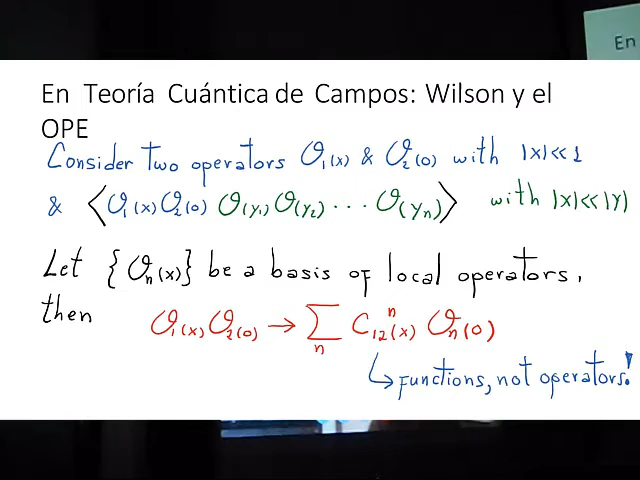 En
En Teoría Cuántica de Campos: Wilson y el
OPE
Consider two operators O₁(x) & O₂(0) with |x|<<1
& ⟨O₁(x)O₂(0) O(y₁)O(y₂)···O(yₙ)⟩ with |x|<<|y|
Let {Oₙ(x)} be a basis of local operators,
then O₁(x)O₂(0) → ∑ₙ C₁₂ⁿ(x) Oₙ(0)
↳ functions, not operators!